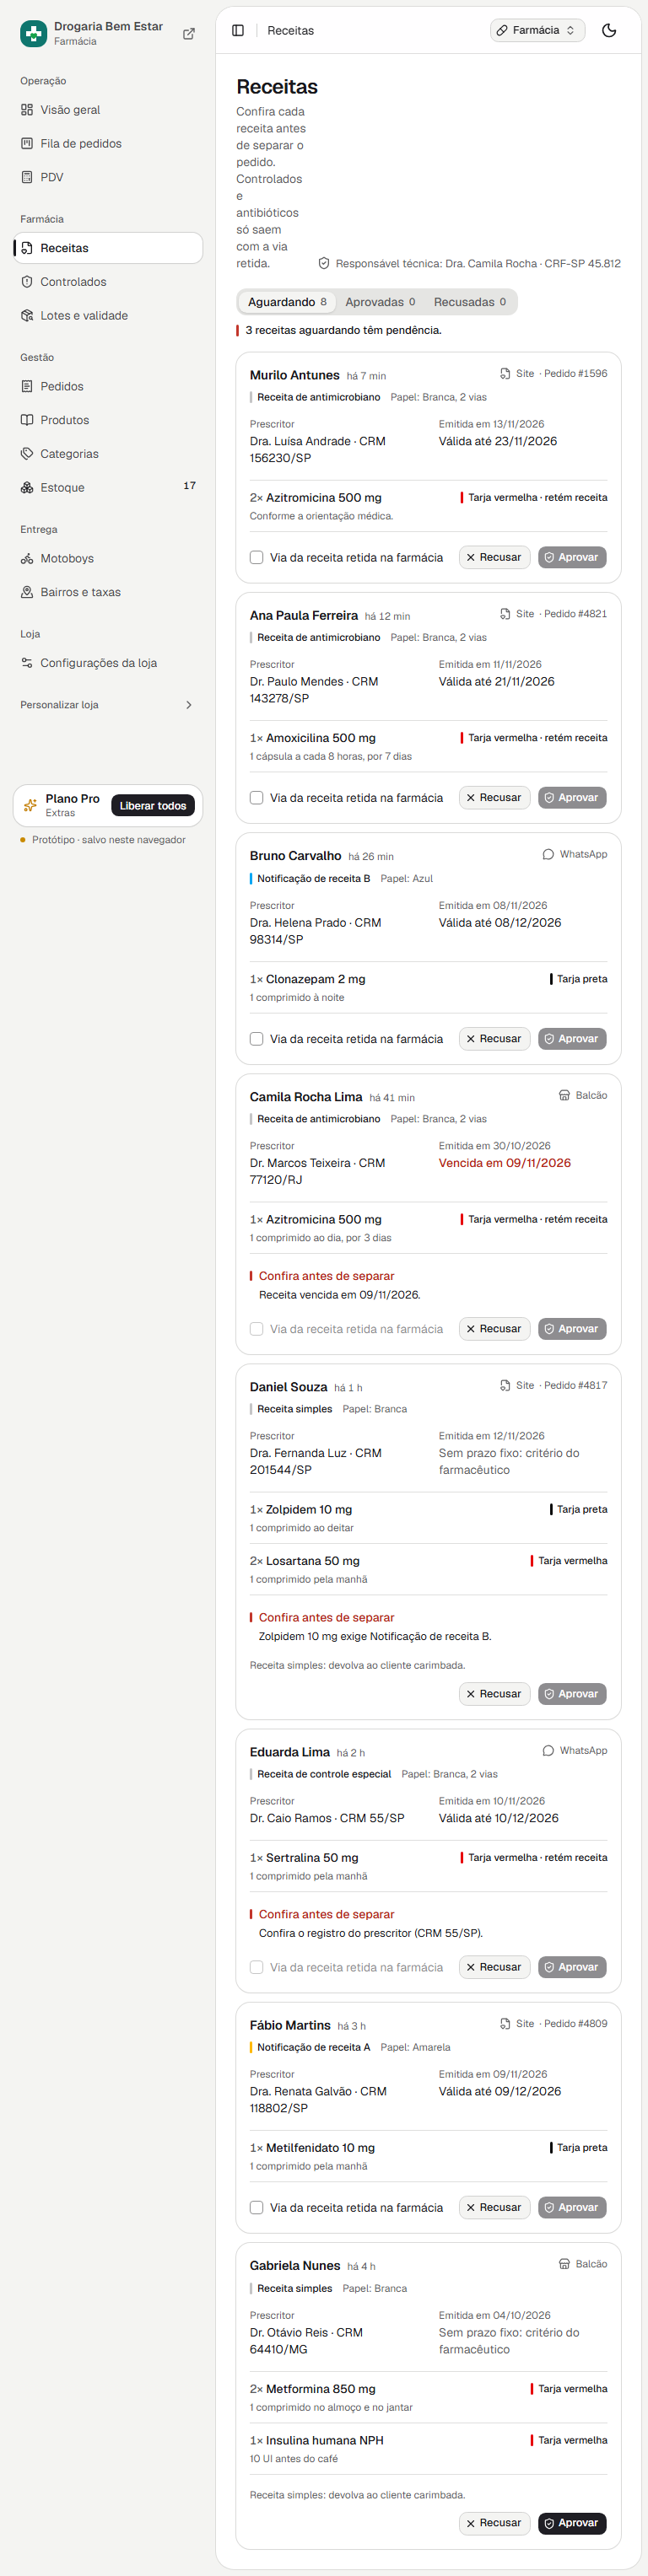 Drogaria Bem Estar
Farmácia
Operação
Visão geral
Fila de pedidos
PDV
Farmácia
Receitas
Controlados
Lotes e validade
Gestão
Pedidos
Produtos
Categorias
Estoque 17
Entrega
Motoboys
Bairros e taxas
Loja
Configurações da loja
Personalizar loja
Plano Pro
Extras
Liberar todos
Protótipo · salvo neste navegador
Receitas
Farmácia
Receitas
Confira cada
receita antes
de separar o
pedido.
Controlados
e
antibióticos
só saem
com a via
retida.
Responsável técnica: Dra. Camila Rocha · CRF-SP 45.812
Aguardando 8 Aprovadas 0 Recusadas 0
3 receitas aguardando têm pendência.
Murilo Antunes há 7 min Site · Pedido #1596
Receita de antimicrobiano Papel: Branca, 2 vias
Prescritor Emitida em 13/11/2026
Dra. Luísa Andrade · CRM Válida até 23/11/2026
156230/SP
2× Azitromicina 500 mg Tarja vermelha · retém receita
Conforme a orientação médica.
Via da receita retida na farmácia Recusar Aprovar
Ana Paula Ferreira há 12 min Site · Pedido #4821
Receita de antimicrobiano Papel: Branca, 2 vias
Prescritor Emitida em 11/11/2026
Dr. Paulo Mendes · CRM Válida até 21/11/2026
143278/SP
1× Amoxicilina 500 mg Tarja vermelha · retém receita
1 cápsula a cada 8 horas, por 7 dias
Via da receita retida na farmácia Recusar Aprovar
Bruno Carvalho há 26 min WhatsApp
Notificação de receita B Papel: Azul
Prescritor Emitida em 08/11/2026
Dra. Helena Prado · CRM Válida até 08/12/2026
98314/SP
1× Clonazepam 2 mg Tarja preta
1 comprimido à noite
Via da receita retida na farmácia Recusar Aprovar
Camila Rocha Lima há 41 min Balcão
Receita de antimicrobiano Papel: Branca, 2 vias
Prescritor Emitida em 30/10/2026
Dr. Marcos Teixeira · CRM Vencida em 09/11/2026
77120/RJ
1× Azitromicina 500 mg Tarja vermelha · retém receita
1 comprimido ao dia, por 3 dias
Confira antes de separar
Receita vencida em 09/11/2026.
Via da receita retida na farmácia Recusar Aprovar
Daniel Souza há 1 h Site · Pedido #4817
Receita simples Papel: Branca
Prescritor Emitida em 12/11/2026
Dra. Fernanda Luz · CRM Sem prazo fixo: critério do
201544/SP farmacêutico
1× Zolpidem 10 mg Tarja preta
1 comprimido ao deitar
2× Losartana 50 mg Tarja vermelha
1 comprimido pela manhã
Confira antes de separar
Zolpidem 10 mg exige Notificação de receita B.
Receita simples: devolva ao cliente carimbada.
Recusar Aprovar
Eduarda Lima há 2 h WhatsApp
Receita de controle especial Papel: Branca, 2 vias
Prescritor Emitida em 10/11/2026
Dr. Caio Ramos · CRM 55/SP Válida até 10/12/2026
1× Sertralina 50 mg Tarja vermelha · retém receita
1 comprimido pela manhã
Confira antes de separar
Confira o registro do prescritor (CRM 55/SP).
Via da receita retida na farmácia Recusar Aprovar
Fábio Martins há 3 h Site · Pedido #4809
Notificação de receita A Papel: Amarela
Prescritor Emitida em 09/11/2026
Dra. Renata Galvão · CRM Válida até 09/12/2026
118802/SP
1× Metilfenidato 10 mg Tarja preta
1 comprimido pela manhã
Via da receita retida na farmácia Recusar Aprovar
Gabriela Nunes há 4 h Balcão
Receita simples Papel: Branca
Prescritor Emitida em 04/10/2026
Dr. Otávio Reis · CRM Sem prazo fixo: critério do
64410/MG farmacêutico
2× Metformina 850 mg Tarja vermelha
1 comprimido no almoço e no jantar
1× Insulina humana NPH Tarja vermelha
10 UI antes do café
Receita simples: devolva ao cliente carimbada.
Recusar Aprovar